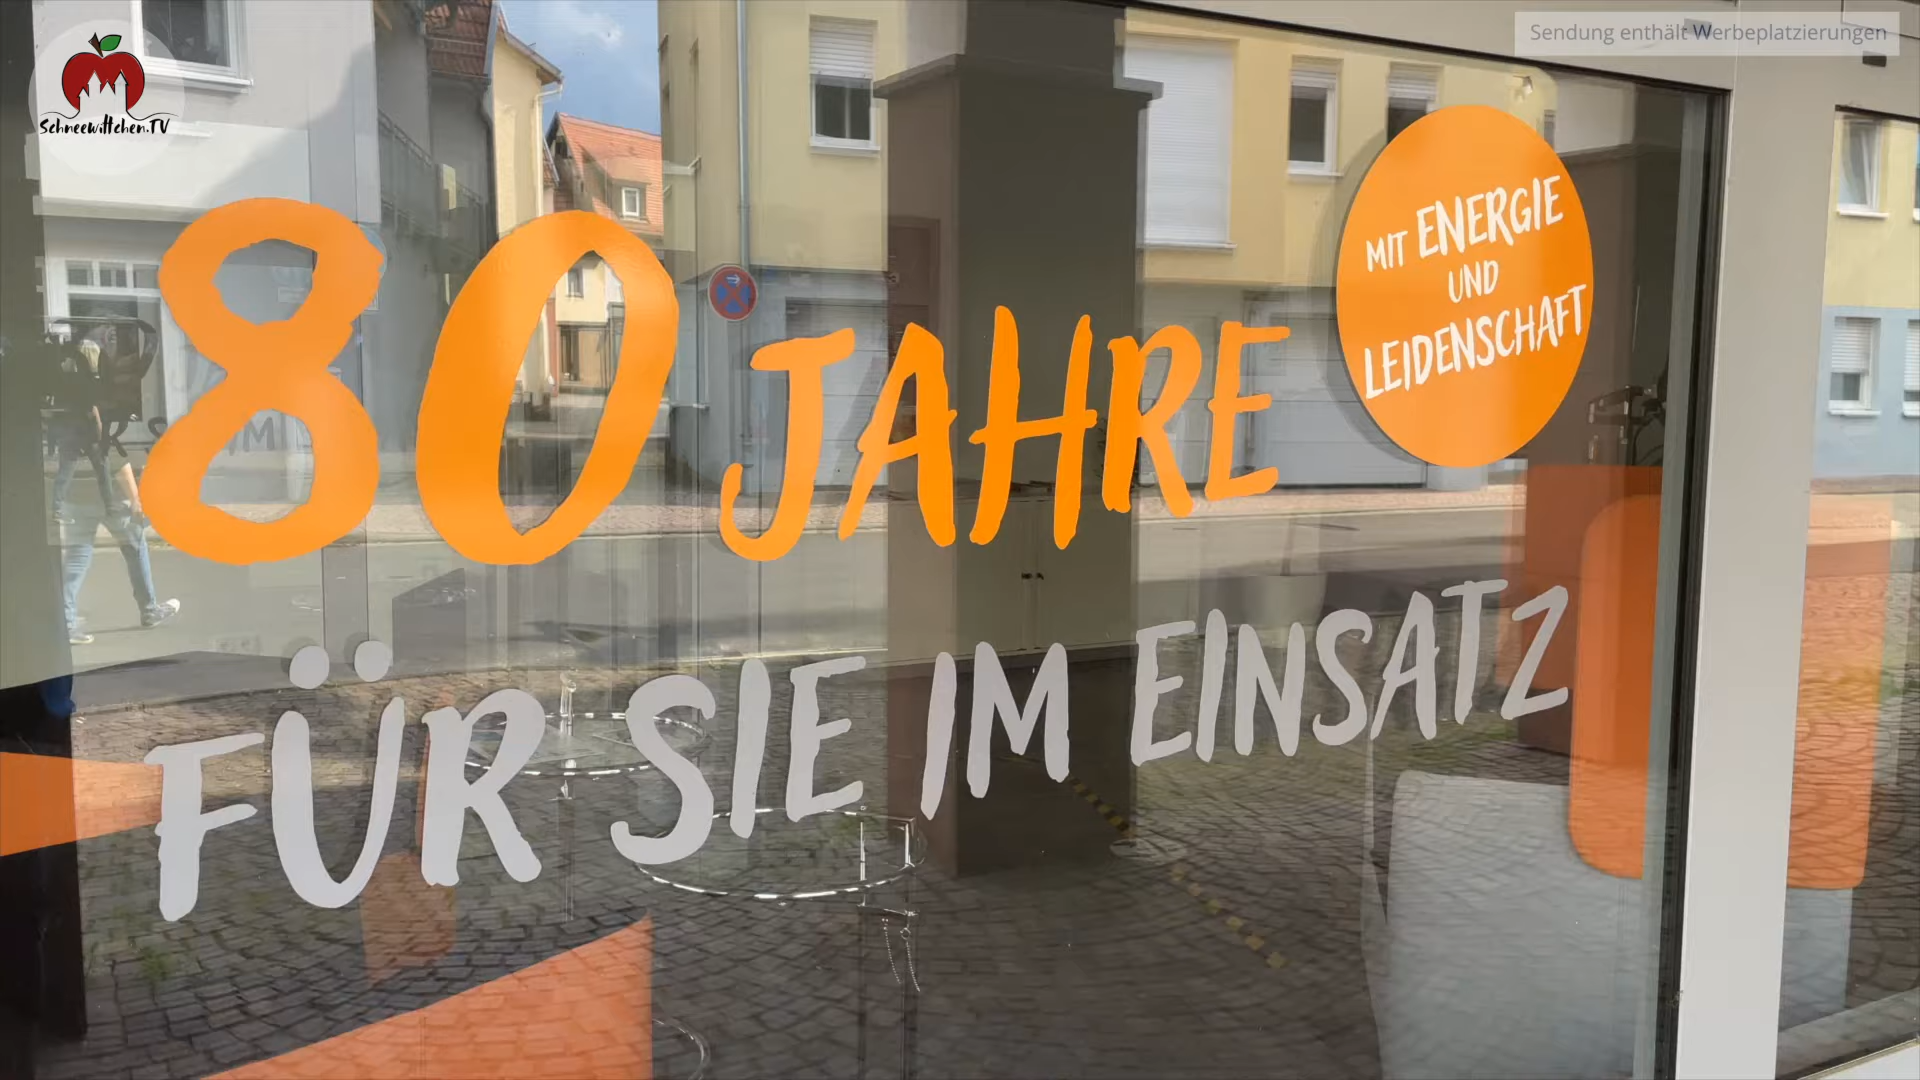 Schneewittchen.TV
Sendung enthält Werbeplatzierungen
80 JAHRE
MIT ENERGIE
UND
LEIDENSCHAFT
FÜR SIE IM EINSATZ